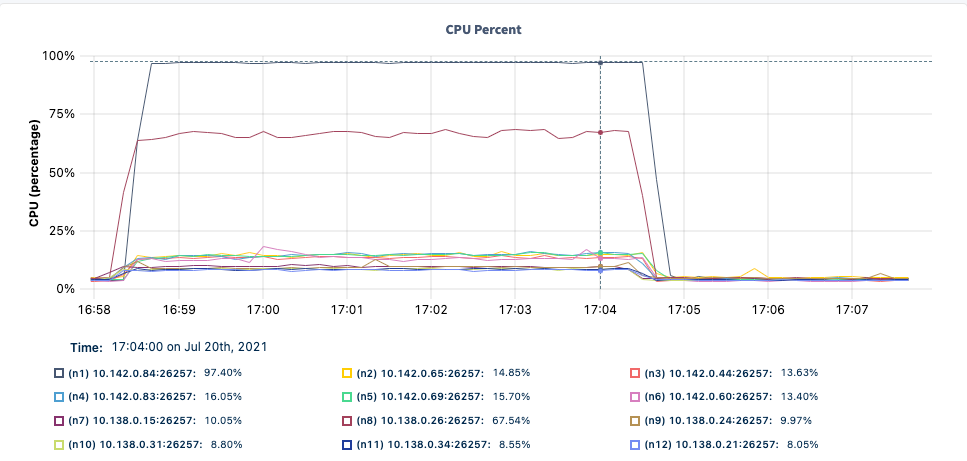 CPU Percent
100%
75%
50%
25%
0%
CPU (percentage)
16:58 16:59 17:00 17:01 17:02 17:03 17:04 17:05 17:06 17:07
Time: 17:04:00 on Jul 20th, 2021
(n1) 10.142.0.84:26257: 97.40% (n2) 10.142.0.65:26257: 14.85% (n3) 10.142.0.44:26257: 13.63%
(n4) 10.142.0.83:26257: 16.05% (n5) 10.142.0.69:26257: 15.70% (n6) 10.142.0.60:26257: 13.40%
(n7) 10.138.0.15:26257: 10.05% (n8) 10.138.0.26:26257: 67.54% (n9) 10.138.0.24:26257: 9.97%
(n10) 10.138.0.31:26257: 8.80% (n11) 10.138.0.34:26257: 8.55% (n12) 10.138.0.21:26257: 8.05%